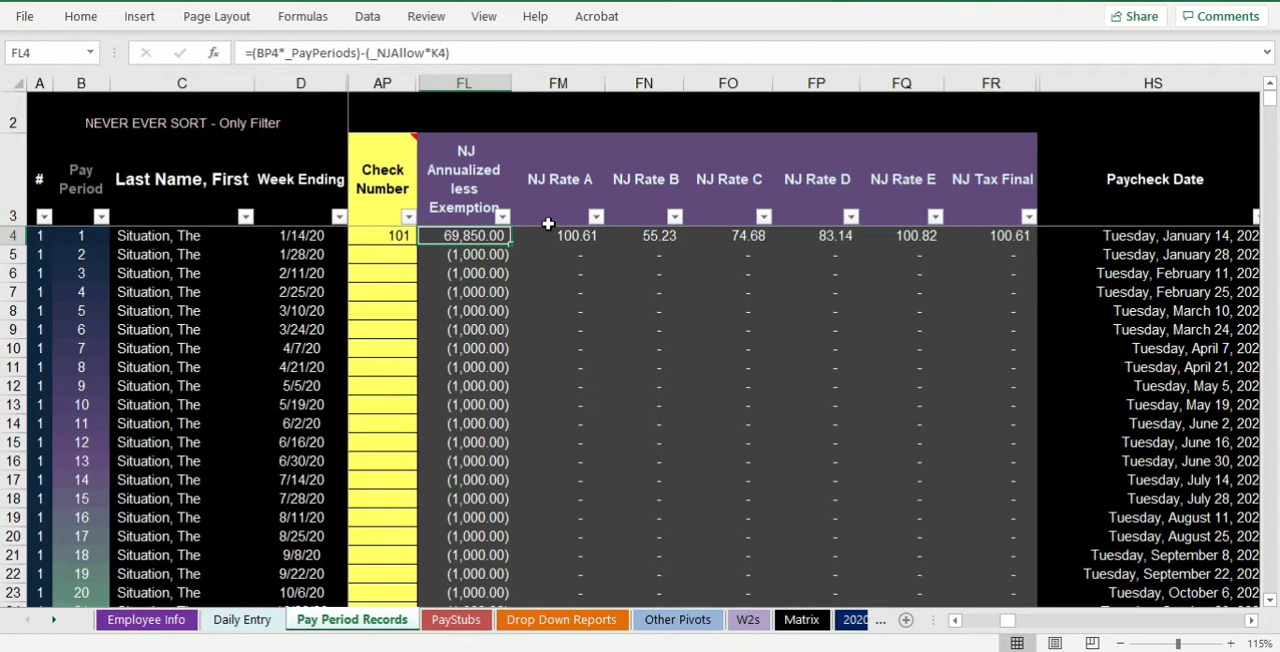 File Home Insert Page Layout Formulas Data Review View Help Acrobat Share Comments
FL4 fx =(BP4*_PayPeriods)-(_NJAllow*K4)
A B C D AP FL FM FN FO FP FQ FR HS
2 NEVER EVER SORT - Only Filter
3 # Pay Period Last Name, First Week Ending Check Number NJ Annualized less Exemption NJ Rate A NJ Rate B NJ Rate C NJ Rate D NJ Rate E NJ Tax Final Paycheck Date
4 1 1 Situation, The 1/14/20 101 69,850.00 100.61 55.23 74.68 83.14 100.82 100.61 Tuesday, January 14, 202
5 1 2 Situation, The 1/28/20 (1,000.00) - - - - - - Tuesday, January 28, 202
6 1 3 Situation, The 2/11/20 (1,000.00) - - - - - - Tuesday, February 11, 202
7 1 4 Situation, The 2/25/20 (1,000.00) - - - - - - Tuesday, February 25, 202
8 1 5 Situation, The 3/10/20 (1,000.00) - - - - - - Tuesday, March 10, 202
9 1 6 Situation, The 3/24/20 (1,000.00) - - - - - - Tuesday, March 24, 202
10 1 7 Situation, The 4/7/20 (1,000.00) - - - - - - Tuesday, April 7, 202
11 1 8 Situation, The 4/21/20 (1,000.00) - - - - - - Tuesday, April 21, 202
12 1 9 Situation, The 5/5/20 (1,000.00) - - - - - - Tuesday, May 5, 202
13 1 10 Situation, The 5/19/20 (1,000.00) - - - - - - Tuesday, May 19, 202
14 1 11 Situation, The 6/2/20 (1,000.00) - - - - - - Tuesday, June 2, 202
15 1 12 Situation, The 6/16/20 (1,000.00) - - - - - - Tuesday, June 16, 202
16 1 13 Situation, The 6/30/20 (1,000.00) - - - - - - Tuesday, June 30, 202
17 1 14 Situation, The 7/14/20 (1,000.00) - - - - - - Tuesday, July 14, 202
18 1 15 Situation, The 7/28/20 (1,000.00) - - - - - - Tuesday, July 28, 202
19 1 16 Situation, The 8/11/20 (1,000.00) - - - - - - Tuesday, August 11, 202
20 1 17 Situation, The 8/25/20 (1,000.00) - - - - - - Tuesday, August 25, 202
21 1 18 Situation, The 9/8/20 (1,000.00) - - - - - - Tuesday, September 8, 202
22 1 19 Situation, The 9/22/20 (1,000.00) - - - - - - Tuesday, September 22, 202
23 1 20 Situation, The 10/6/20 (1,000.00) - - - - - - Tuesday, October 6, 202
Employee Info Daily Entry Pay Period Records PayStubs Drop Down Reports Other Pivots W2s Matrix 2020 ...
115%